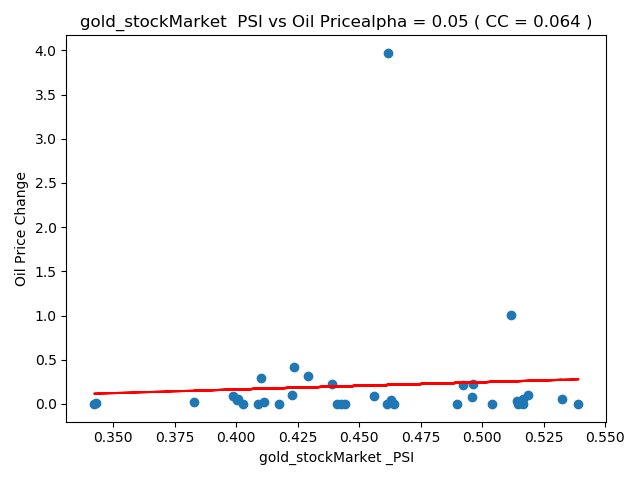 gold_stockMarket  PSI vs Oil Pricealpha = 0.05 ( CC = 0.064 )
4.0
3.5
3.0
2.5
2.0
1.5
1.0
0.5
0.0
Oil Price Change
0.350 0.375 0.400 0.425 0.450 0.475 0.500 0.525 0.550
gold_stockMarket _PSI